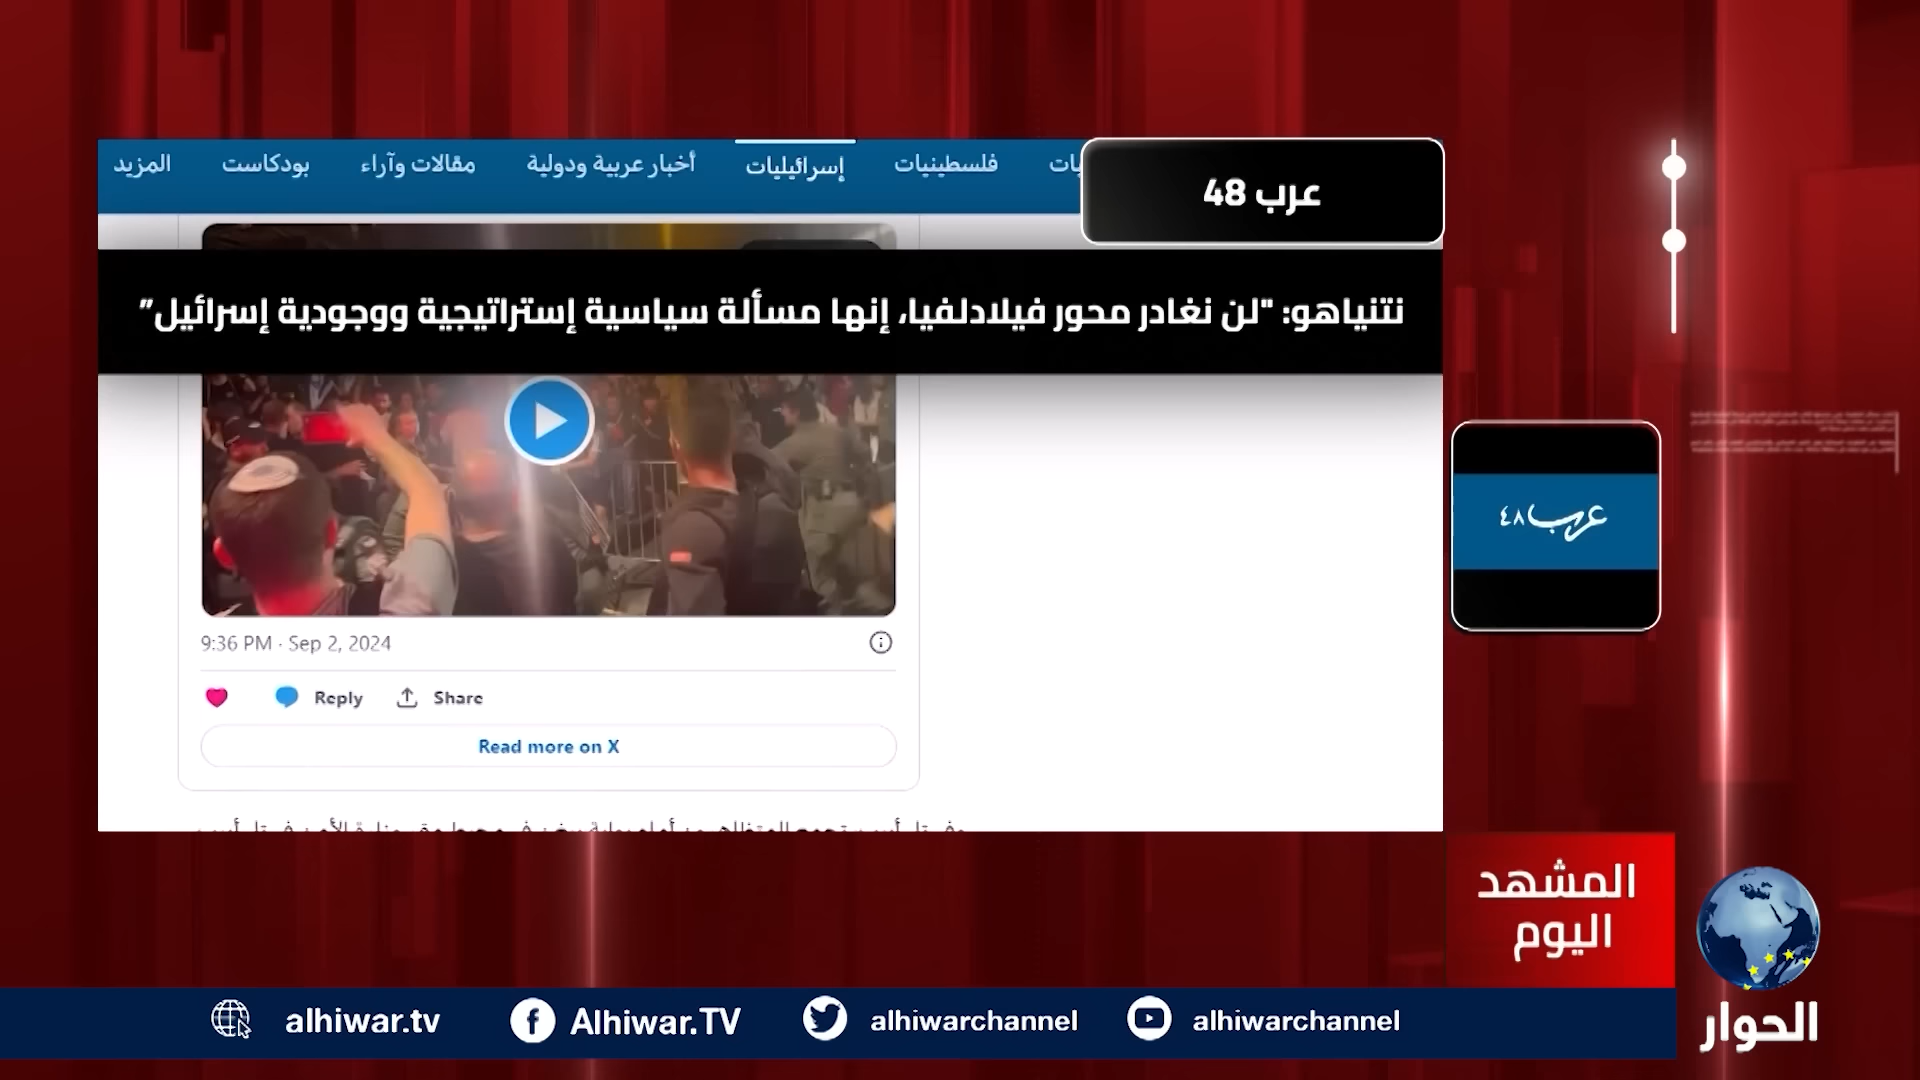 عرب 48
فلسطينيات
إسرائيليات
أخبار عربية ودولية
مقالات وآراء
بودكاست
المزيد
نتنياهو: "لن نغادر محور فيلادلفيا، إنها مسألة سياسية إستراتيجية ووجودية إسرائيل"
عرب ٤٨
9:36 PM · Sep 2, 2024
Reply
Share
Read more on X
المشهد
اليوم
الحوار
alhiwar.tv
Alhiwar.TV
alhiwarchannel
alhiwarchannel